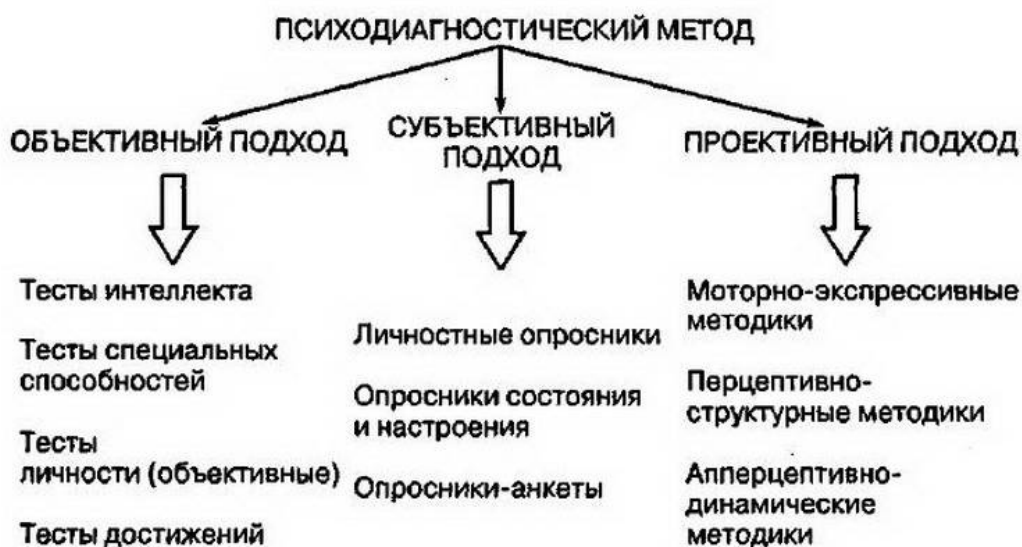 ПСИХОДИАГНОСТИЧЕСКИЙ МЕТОД
ОБЪЕКТИВНЫЙ ПОДХОД
СУБЪЕКТИВНЫЙ
ПОДХОД
ПРОЕКТИВНЫЙ ПОДХОД
Тесты интеллекта
Тесты специальных
способностей
Тесты
личности (объективные)
Тесты достижений
Личностные опросники
Опросники состояния
и настроения
Опросники-анкеты
Моторно-экспрессивные
методики
Перцептивно-
структурные методики
Апперцептивно-
динамические
методики